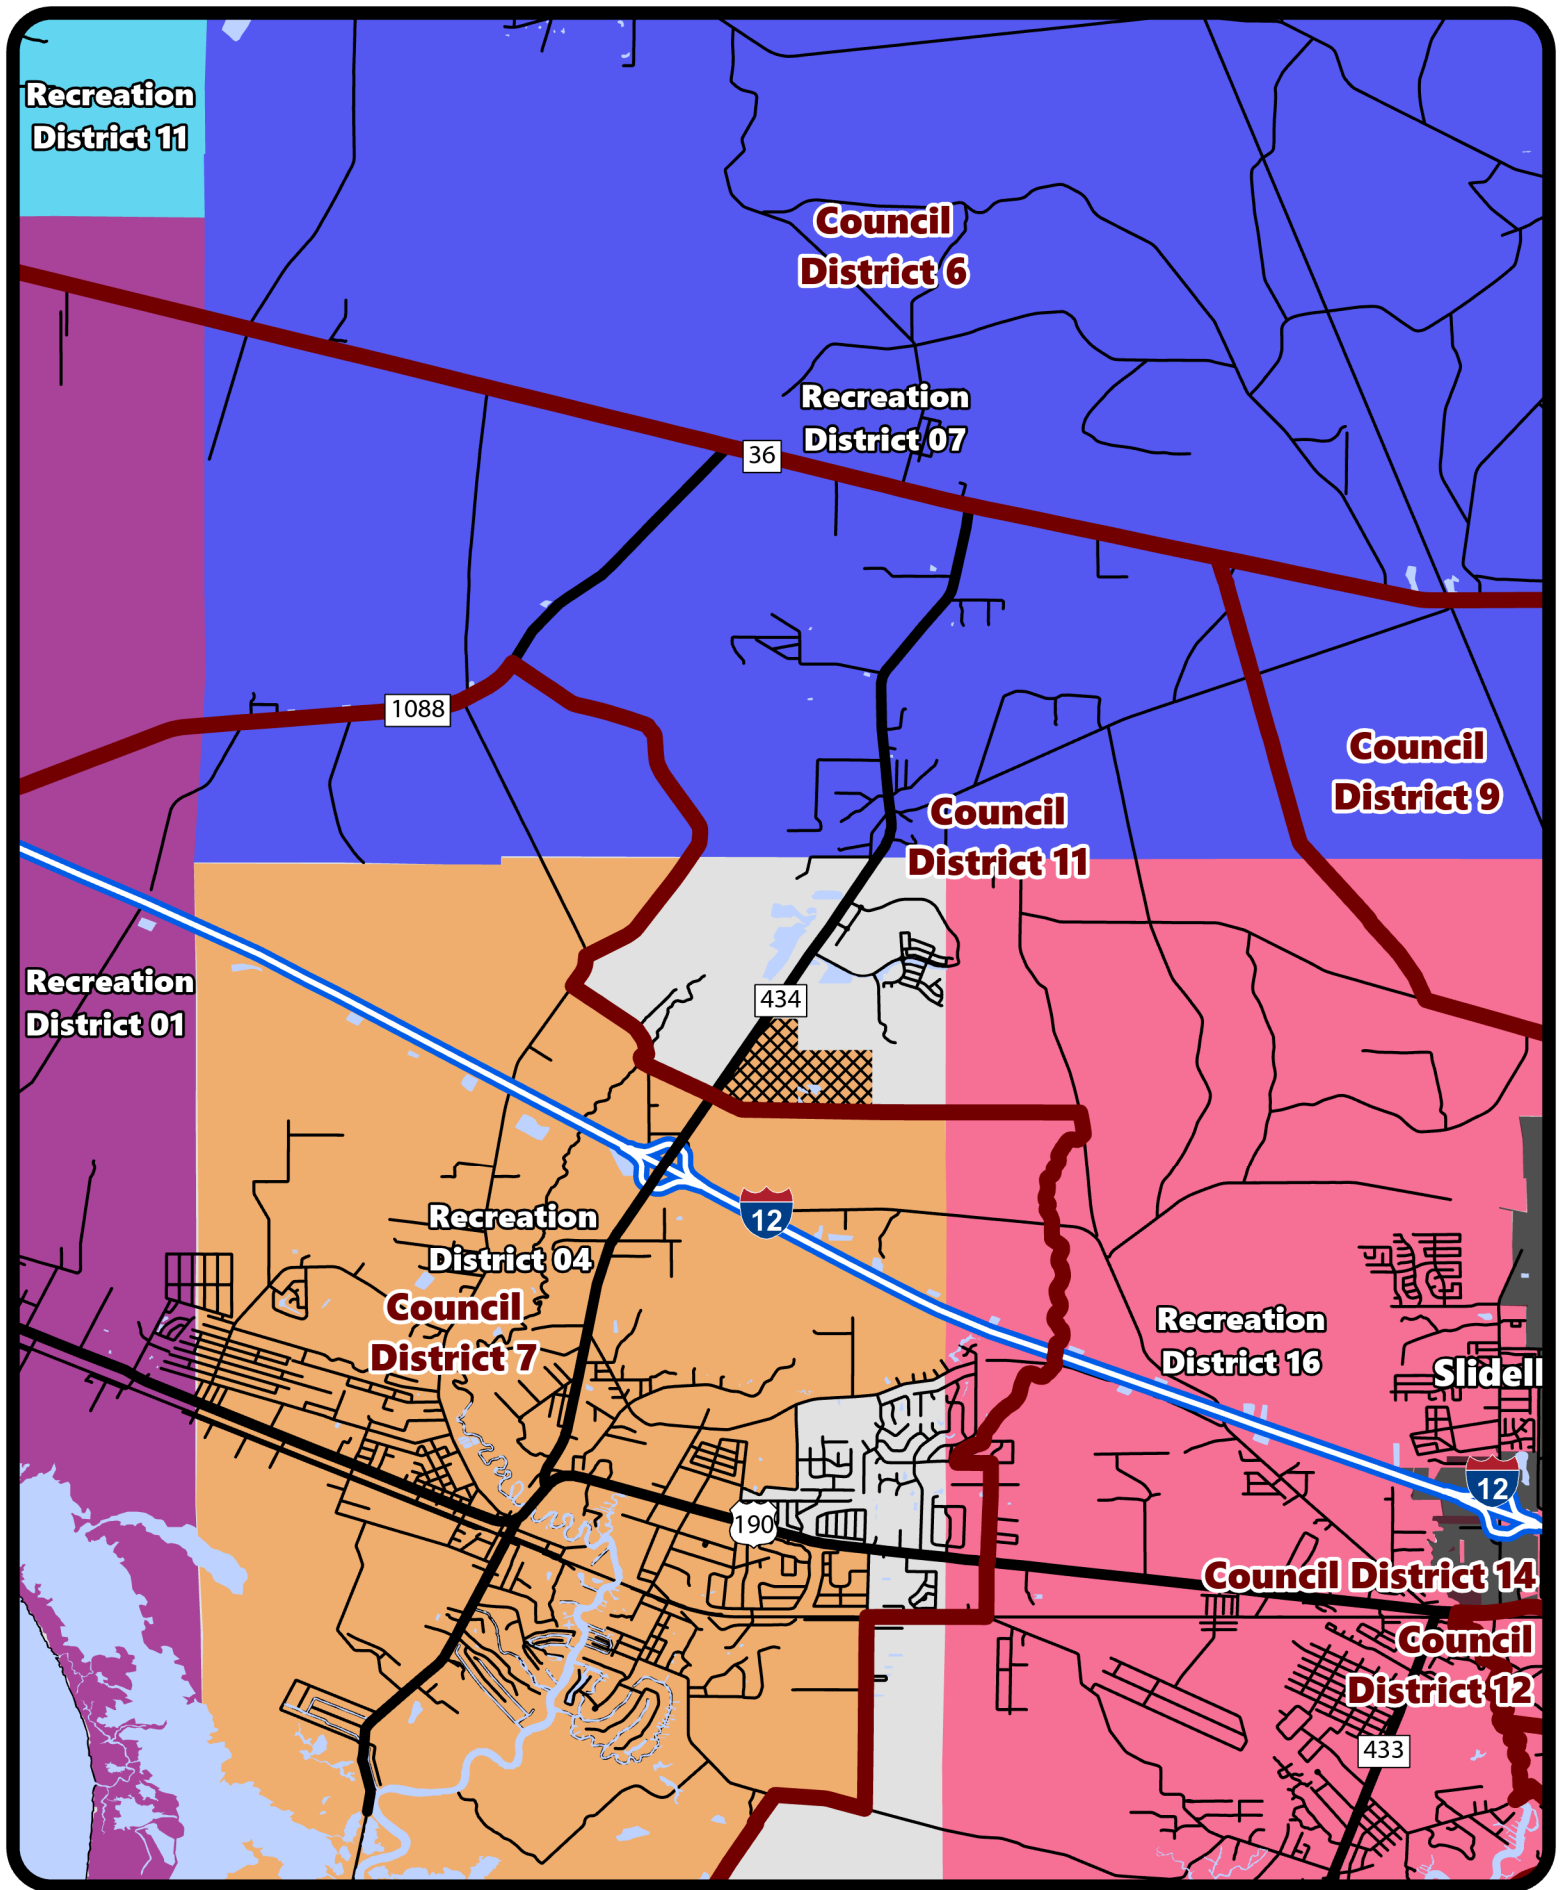 Recreation
District 11
Council
District 6
Recreation
District 07
36
1088
Council
District 9
Council
District 11
Recreation
District 01
434
Recreation
District 04
12
Council
District 7
Recreation
District 16
Slidell
12
190
Council District 14
Council
District 12
433